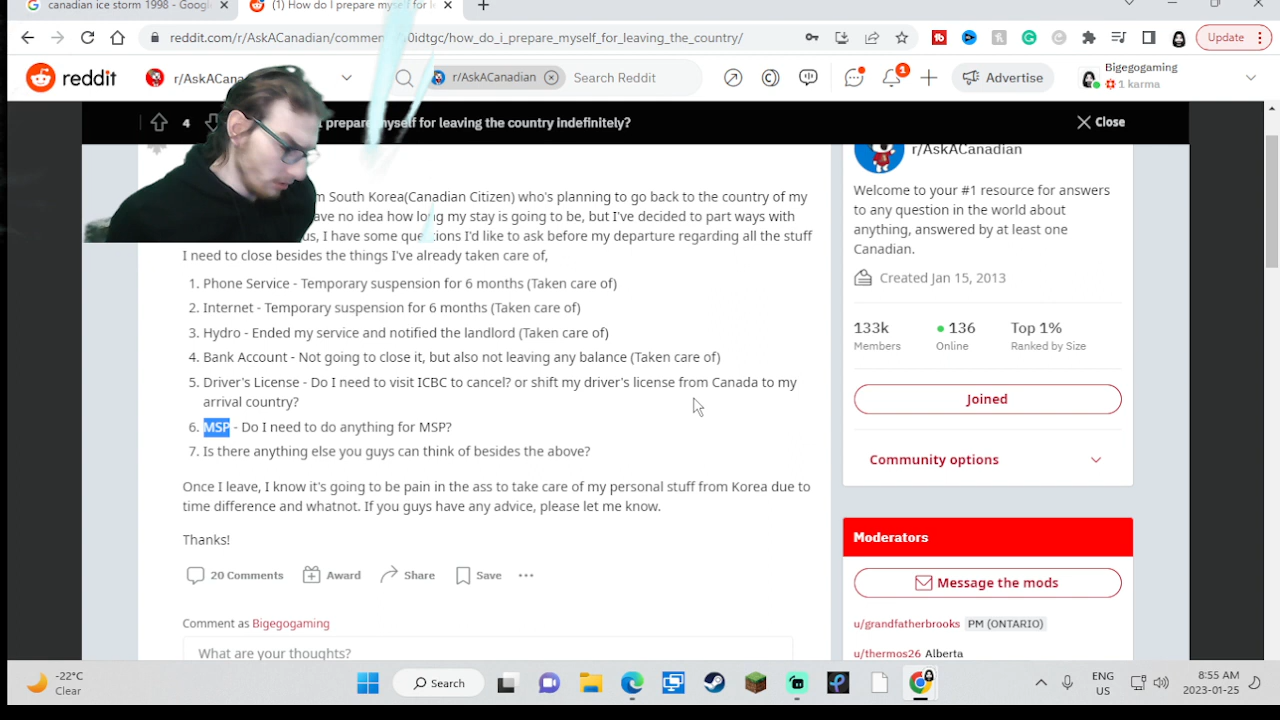 canadian ice storm 1998 - Googl
(1) How do I prepare myself for l
reddit.com/r/AskACanadian/commen
0idtgc/how_do_i_prepare_myself_for_leaving_the_country/
Update
reddit
r/AskACana
r/AskACanadian
Search Reddit
1
Advertise
Bigegogaming
1 karma
4
prepare myself for leaving the country indefinitely?
Close
r/AskACanadian
m South Korea(Canadian Citizen) who's planning to go back to the country of my
ave no idea how long my stay is going to be, but I've decided to part ways with
us, I have some questions I'd like to ask before my departure regarding all the stuff
I need to close besides the things I've already taken care of,
1. Phone Service - Temporary suspension for 6 months (Taken care of)
2. Internet - Temporary suspension for 6 months (Taken care of)
3. Hydro - Ended my service and notified the landlord (Taken care of)
4. Bank Account - Not going to close it, but also not leaving any balance (Taken care of)
5. Driver's License - Do I need to visit ICBC to cancel? or shift my driver's license from Canada to my
arrival country?
6. MSP - Do I need to do anything for MSP?
7. Is there anything else you guys can think of besides the above?
Once I leave, I know it's going to be pain in the ass to take care of my personal stuff from Korea due to
time difference and whatnot. If you guys have any advice, please let me know.
Thanks!
20 Comments
Award
Share
Save
Comment as Bigegogaming
What are your thoughts?
Welcome to your #1 resource for answers
to any question in the world about
anything, answered by at least one
Canadian.
Created Jan 15, 2013
133k
136
Top 1%
Members
Online
Ranked by Size
Joined
Community options
Moderators
Message the mods
u/grandfatherbrooks PM (ONTARIO)
u/thermos26 Alberta
-22°C
Clear
Search
ENG
US
8:55 AM
2023-01-25